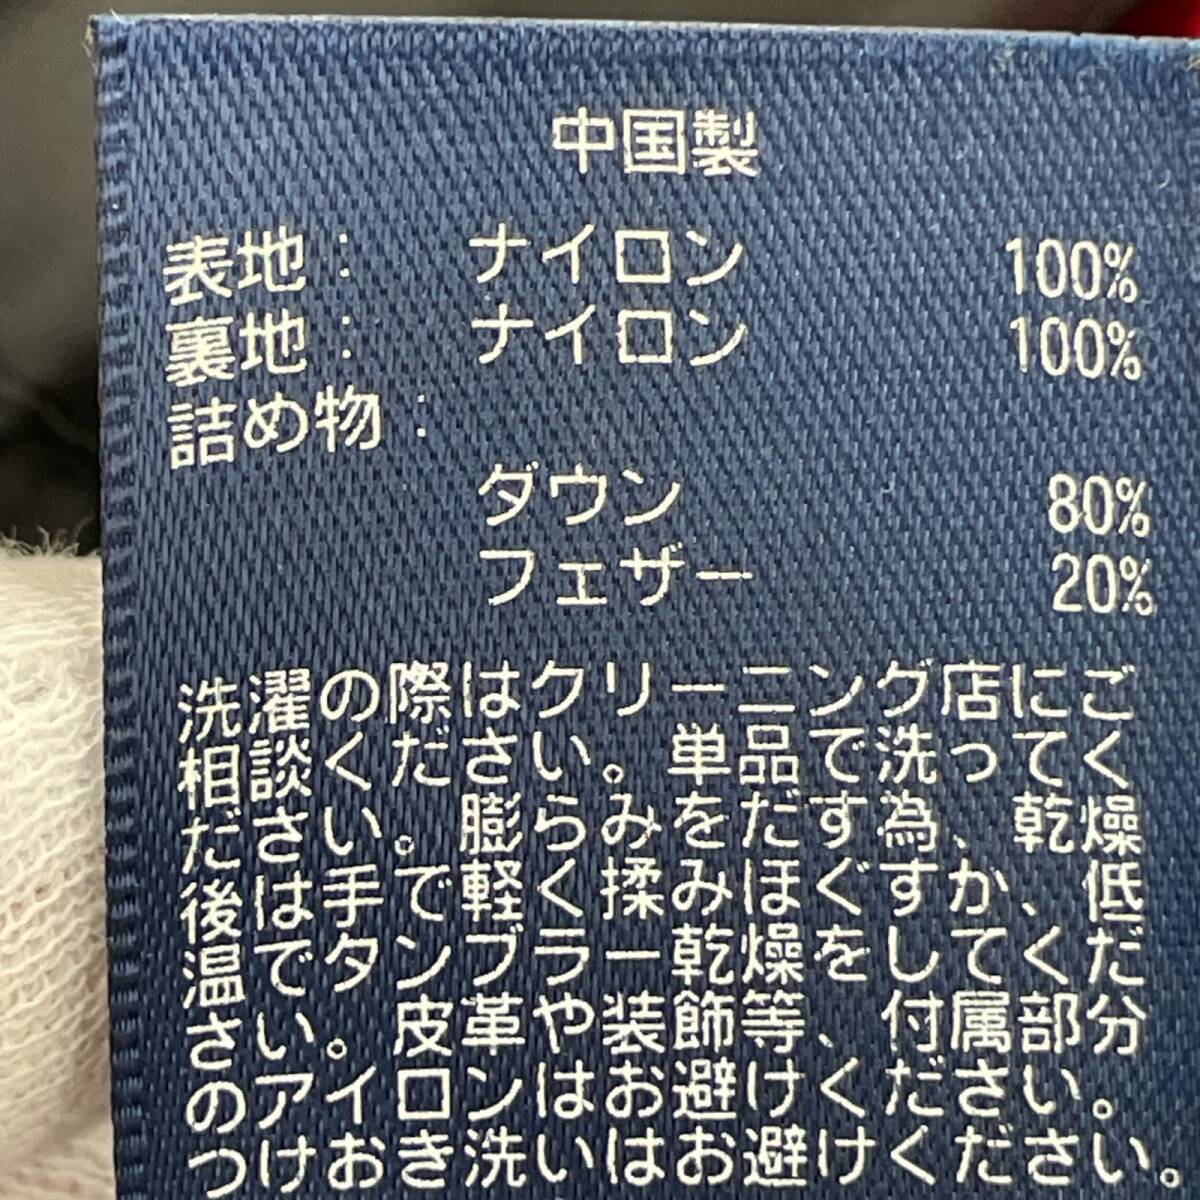 中国製
表地： ナイロン 100%
裏地： ナイロン 100%
詰め物：
ダウン 80%
フェザー 20%
洗濯の際はクリーニング店にご
相談ください。単品で洗ってく
ださい。膨らみをだす為、乾燥
後は手で軽く揉みほぐすか、低
温でタンブラー乾燥をしてくだ
さい。皮革や装飾等、付属部分
のアイロンはお避けください。
つけおき洗いはお避けください。